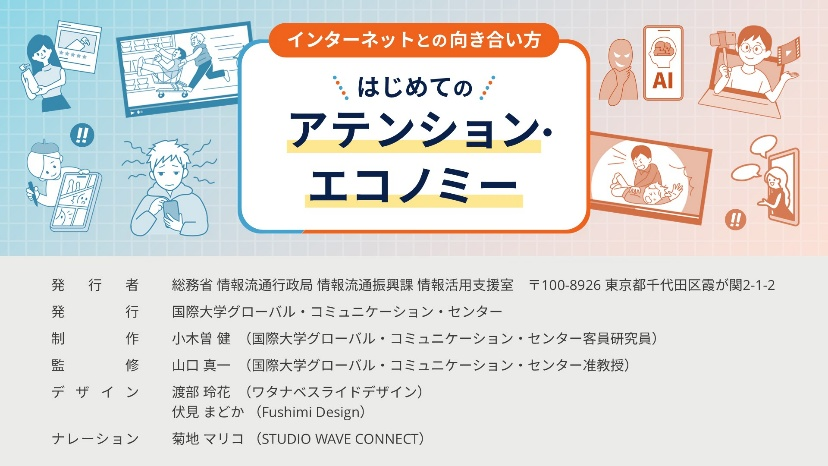 インターネットとの向き合い方
はじめての
アテンション・
エコノミー
AI
発行者 総務省 情報流通行政局 情報流通振興課 情報活用支援室 〒100-8926 東京都千代田区霞が関2-1-2
発行 国際大学グローバル・コミュニケーション・センター
制作 小木曽 健 （国際大学グローバル・コミュニケーション・センター客員研究員）
監修 山口 真一 （国際大学グローバル・コミュニケーション・センター准教授）
デザイン 渡部 玲花 （ワタナベスライドデザイン）
伏見 まどか （Fushimi Design）
ナレーション 菊地 マリコ （STUDIO WAVE CONNECT）